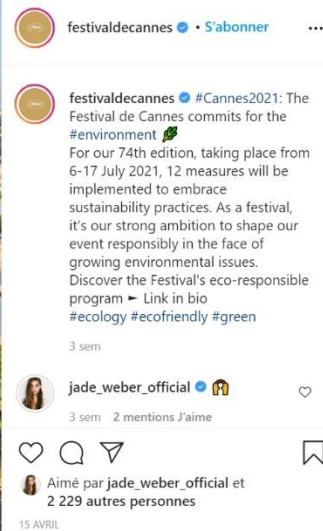 festivaldecannes • S'abonner ...
festivaldecannes #Cannes2021: The
Festival de Cannes commits for the
#environment 🌿
For our 74th edition, taking place from
6-17 July 2021, 12 measures will be
implemented to embrace
sustainability practices. As a festival,
it's our strong ambition to shape our
event responsibly in the face of
growing environmental issues.
Discover the Festival's eco-responsible
program ► Link in bio
#ecology #ecofriendly #green
3 sem
jade_weber_official 🙌
3 sem 2 mentions J'aime
Aimé par jade_weber_official et
2 229 autres personnes
15 AVRIL